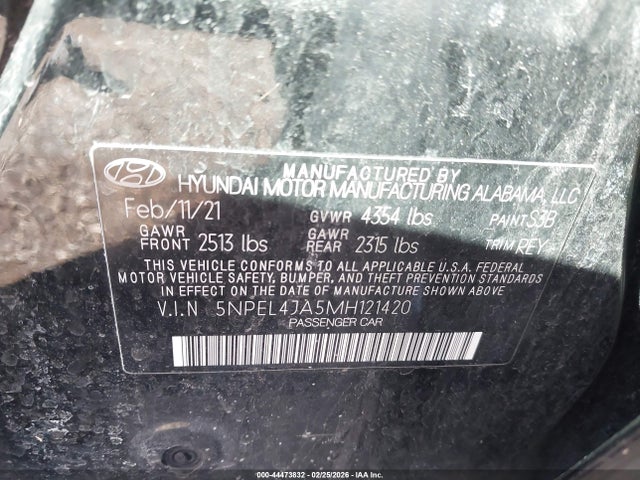 MANUFACTURED BY
HYUNDAI MOTOR MANUFACTURING ALABAMA, LLC
Feb/11/21 GVWR 4354 lbs PAINT S3B
GAWR FRONT 2513 lbs GAWR REAR 2315 lbs TRIM REY
THIS VEHICLE CONFORMS TO ALL APPLICABLE U.S.A. FEDERAL
MOTOR VEHICLE SAFETY, BUMPER, AND THEFT PREVENTION STANDARDS
IN EFFECT ON THE DATE OF MANUFACTURE SHOWN ABOVE
V.I.N 5NPEL4JA5MH121420
PASSENGER CAR
000-44473832 - 02/25/2026 - IAA Inc.